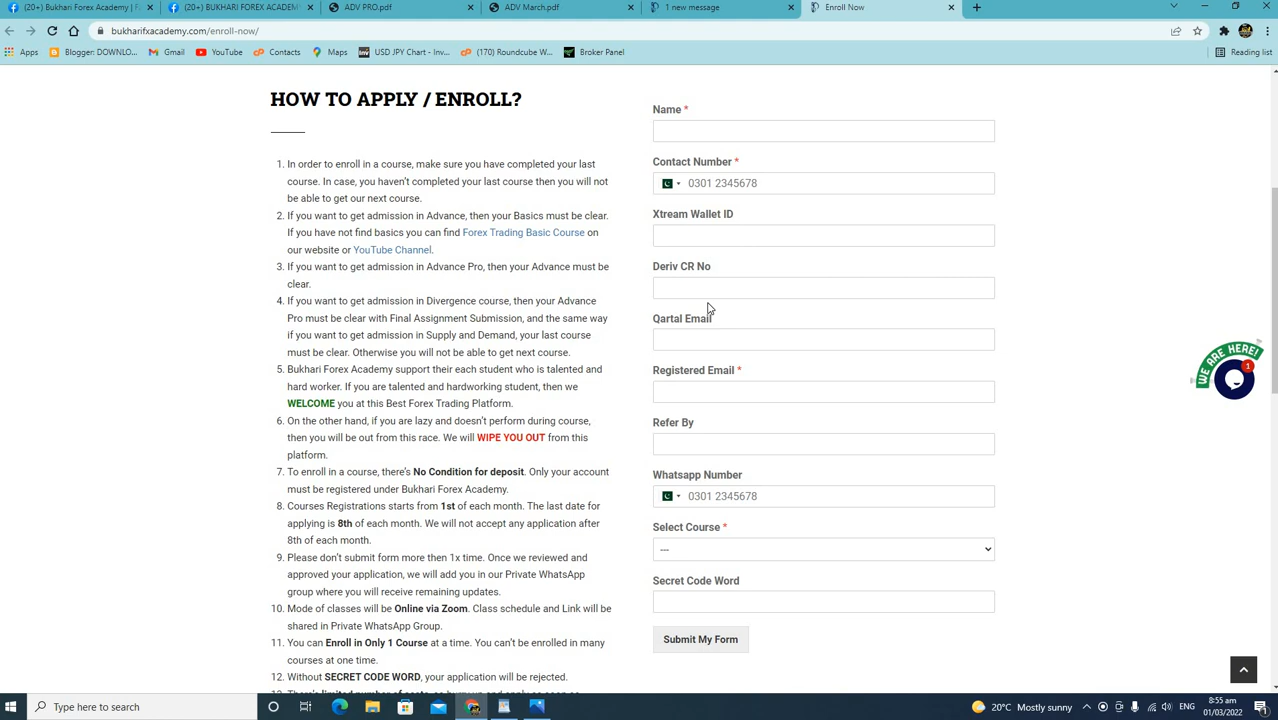 (20+) Bukhari Forex Academy | F
(20+) BUKHARI FOREX ACADEM
ADV PRO.pdf
ADV March.pdf
1 new message
Enroll Now
bukharifxacademy.com/enroll-now/
Apps
Blogger: DOWNLO...
Gmail
YouTube
Contacts
Maps
USD JPY Chart - Inv...
(170) Roundcube W...
Broker Panel
Reading list
HOW TO APPLY / ENROLL?
1. In order to enroll in a course, make sure you have completed your last
course. In case, you haven't completed your last course then you will not
be able to get our next course.
2. If you want to get admission in Advance, then your Basics must be clear.
If you have not find basics you can find Forex Trading Basic Course on
our website or YouTube Channel.
3. If you want to get admission in Advance Pro, then your Advance must be
clear.
4. If you want to get admission in Divergence course, then your Advance
Pro must be clear with Final Assignment Submission, and the same way
if you want to get admission in Supply and Demand, your last course
must be clear. Otherwise you will not be able to get next course.
5. Bukhari Forex Academy support their each student who is talented and
hard worker. If you are talented and hardworking student, then we
WELCOME you at this Best Forex Trading Platform.
6. On the other hand, if you are lazy and doesn't perform during course,
then you will be out from this race. We will WIPE YOU OUT from this
platform.
7. To enroll in a course, there's No Condition for deposit. Only your account
must be registered under Bukhari Forex Academy.
8. Courses Registrations starts from 1st of each month. The last date for
applying is 8th of each month. We will not accept any application after
8th of each month.
9. Please don't submit form more then 1x time. Once we reviewed and
approved your application, we will add you in our Private WhatsApp
group where you will receive remaining updates.
10. Mode of classes will be Online via Zoom. Class schedule and Link will be
shared in Private WhatsApp Group.
11. You can Enroll in Only 1 Course at a time. You can't be enrolled in many
courses at one time.
12. Without SECRET CODE WORD, your application will be rejected.
Name *
Contact Number *
0301 2345678
Xtream Wallet ID
Deriv CR No
Qartal Email
Registered Email *
Refer By
Whatsapp Number
0301 2345678
Select Course *
---
Secret Code Word
Submit My Form
WE ARE HERE!
1
Type here to search
20°C Mostly sunny
ENG
8:55 am
01/03/2022
1